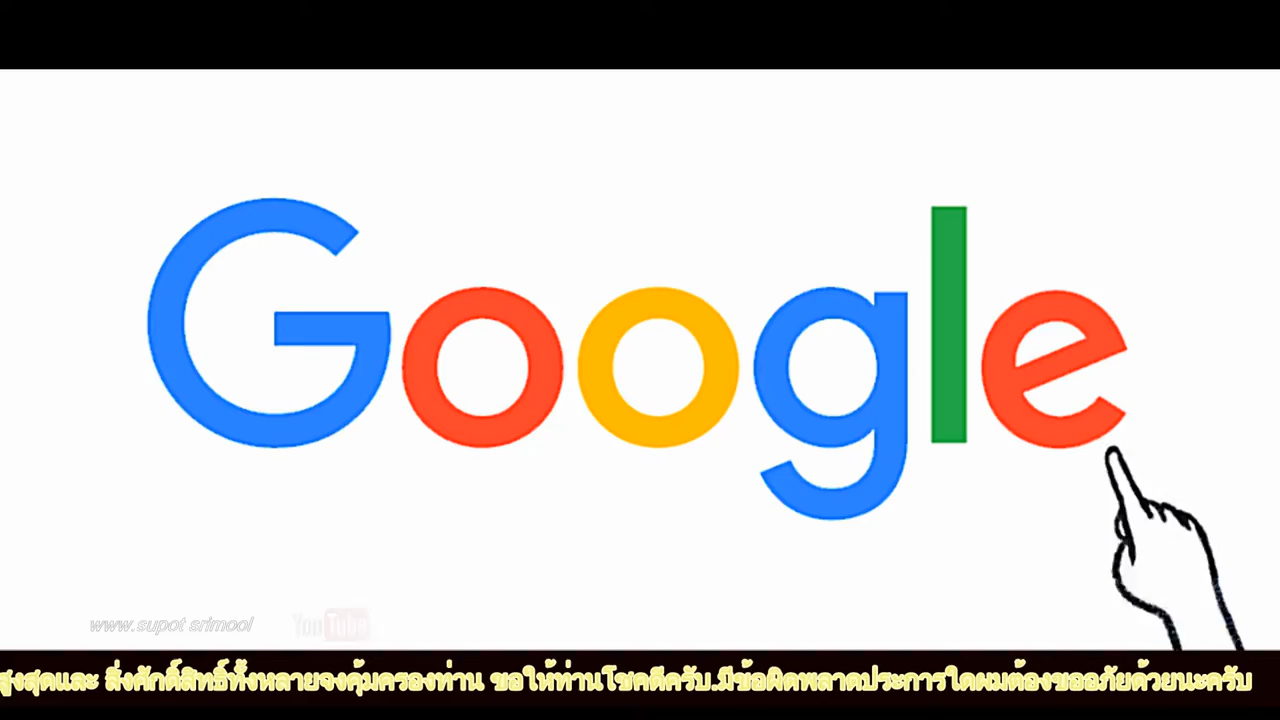 Google
www.supot srimool
YouTube
สูงสุดและ สิ่งศักดิ์สิทธิ์ทั้งหลายจงคุ้มครองท่าน ขอให้ท่านโชคดีครับ.มีข้อผิดพลาดประการใดผมต้องขออภัยด้วยนะครับ